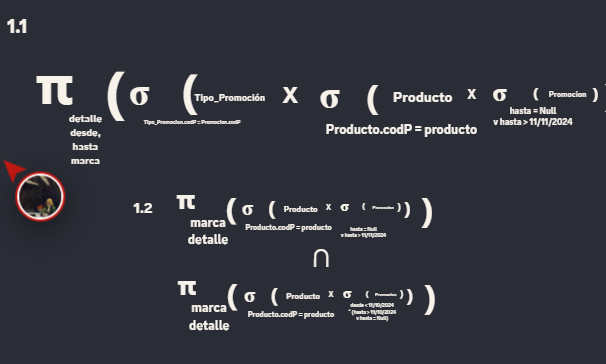 1.1
π ( σ ( Tipo_Promoción X σ ( Producto X σ ( Promocion )
detalle
desde,
hasta
marca
Tipo_Promocion.codP = Promocion.codP
Producto.codP = producto
hasta = Null
v hasta > 11/11/2024
1.2
π ( σ ( Producto X σ ( Promocion ) ) )
marca
detalle
Producto.codP = producto
hasta = Null
v hasta > 11/11/2024
∩
π ( σ ( Producto X σ ( Promocion ) ) )
marca
detalle
Producto.codP = producto
desde < 11/10/2024
^ (hasta > 11/10/2024
v hasta = Null)